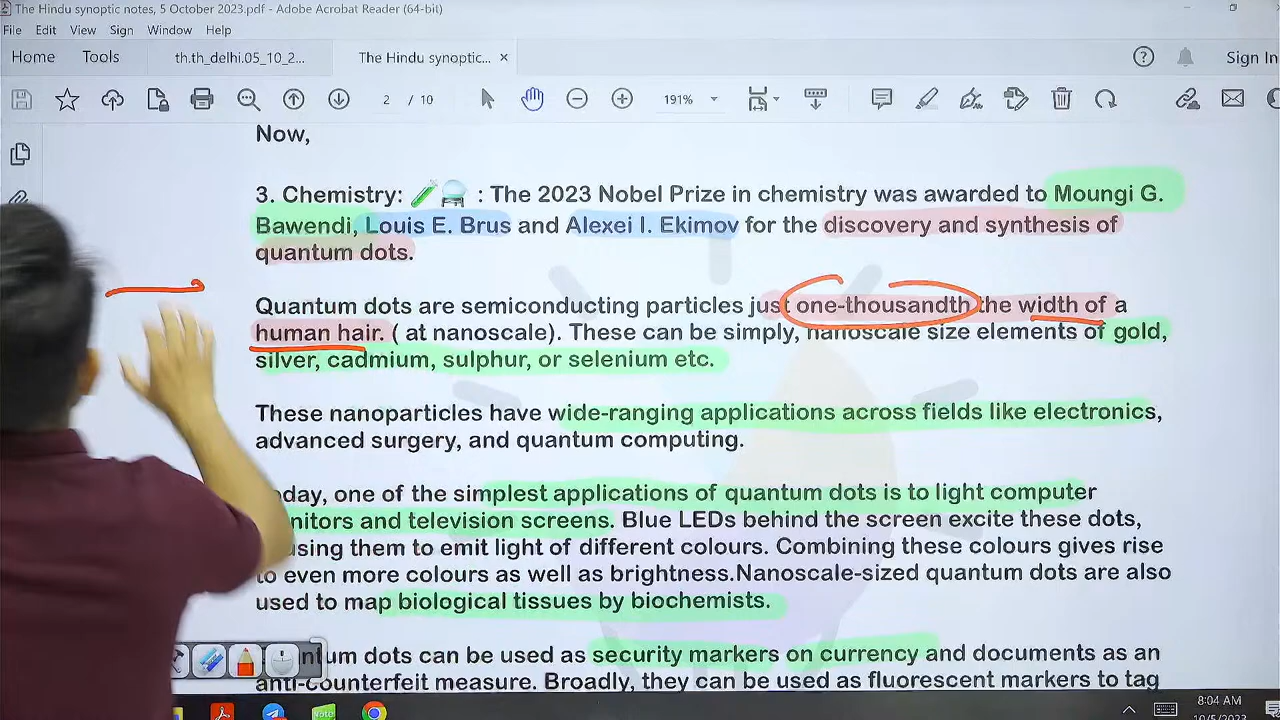 The Hindu synoptic notes, 5 October 2023.pdf - Adobe Acrobat Reader (64-bit)
File Edit View Sign Window Help
Home Tools th.th_delhi.05_10_2... The Hindu synoptic... × Sign In
2 / 10 191%
Now,
3. Chemistry: : The 2023 Nobel Prize in chemistry was awarded to Moungi G.
Bawendi, Louis E. Brus and Alexei I. Ekimov for the discovery and synthesis of
quantum dots.
Quantum dots are semiconducting particles just one-thousandth the width of a
human hair. ( at nanoscale). These can be simply, nanoscale size elements of gold,
silver, cadmium, sulphur, or selenium etc.
These nanoparticles have wide-ranging applications across fields like electronics,
advanced surgery, and quantum computing.
one of the simplest applications of quantum dots is to light computer
and television screens. Blue LEDs behind the screen excite these dots,
them to emit light of different colours. Combining these colours gives rise
to even more colours as well as brightness.Nanoscale-sized quantum dots are also
used to map biological tissues by biochemists.
dots can be used as security markers on currency and documents as an
anti-counterfeit measure. Broadly, they can be used as fluorescent markers to tag
Note
8:04 AM
10/5/2023